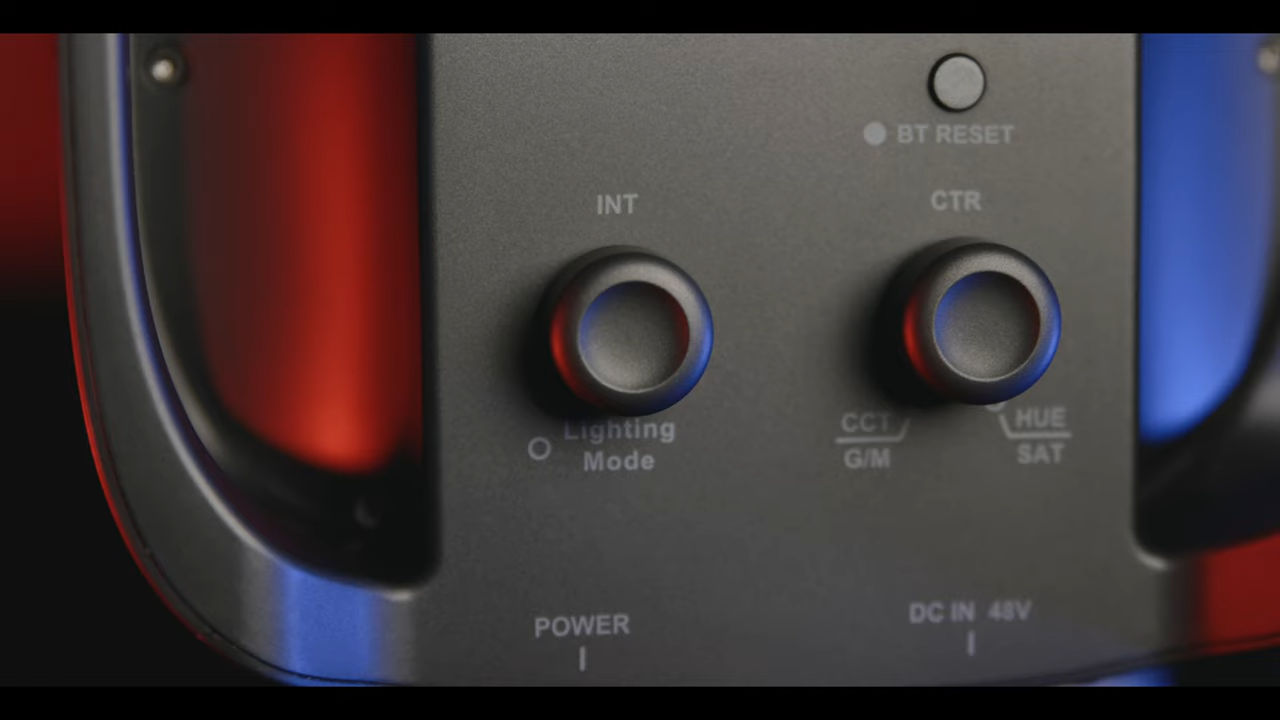 BT RESET
INT
CTR
Lighting
Mode
CCT
G/M
HUE
SAT
POWER
DC IN 48V